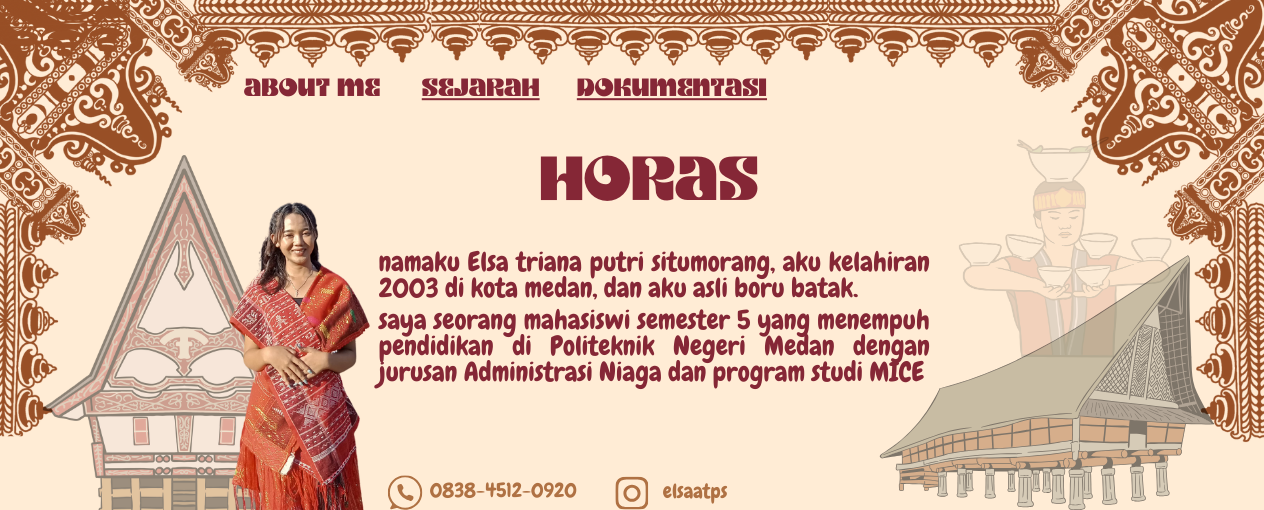 ABOUT ME SEJARAH DOKUMENTASI
HORAS
namaku Elsa triana putri situmorang, aku kelahiran
2003 di kota medan, dan aku asli boru batak.
saya seorang mahasiswi semester 5 yang menempuh
pendidikan di Politeknik Negeri Medan dengan
jurusan Administrasi Niaga dan program studi MICE
0838-4512-0920 elsaatps